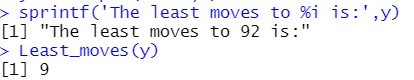 > sprintf('The least moves to %i is:',y)
[1] "The least moves to 92 is:"
> Least_moves(y)
[1] 9